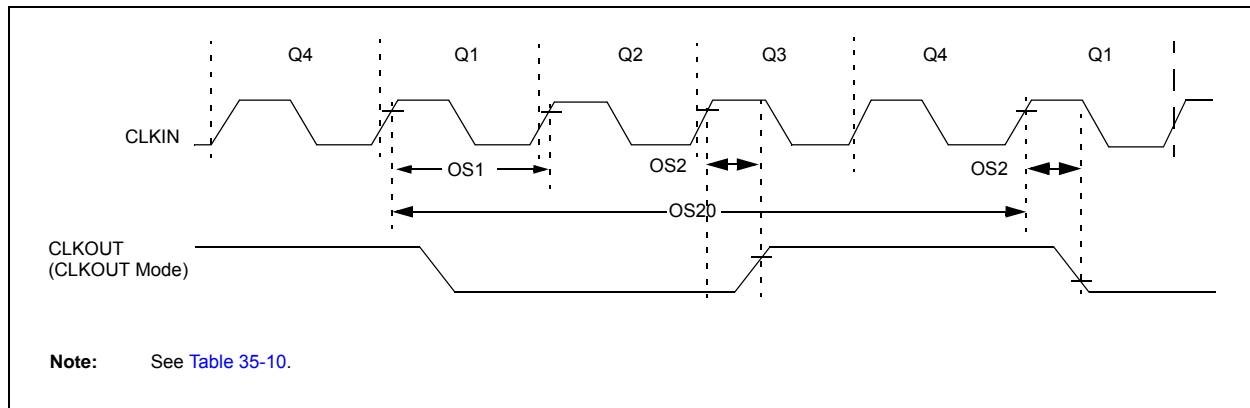 Q4 Q1 Q2 Q3 Q4 Q1
CLKIN
OS1 OS2 OS2
OS20
CLKOUT
(CLKOUT Mode)
Note: See Table 35-10.